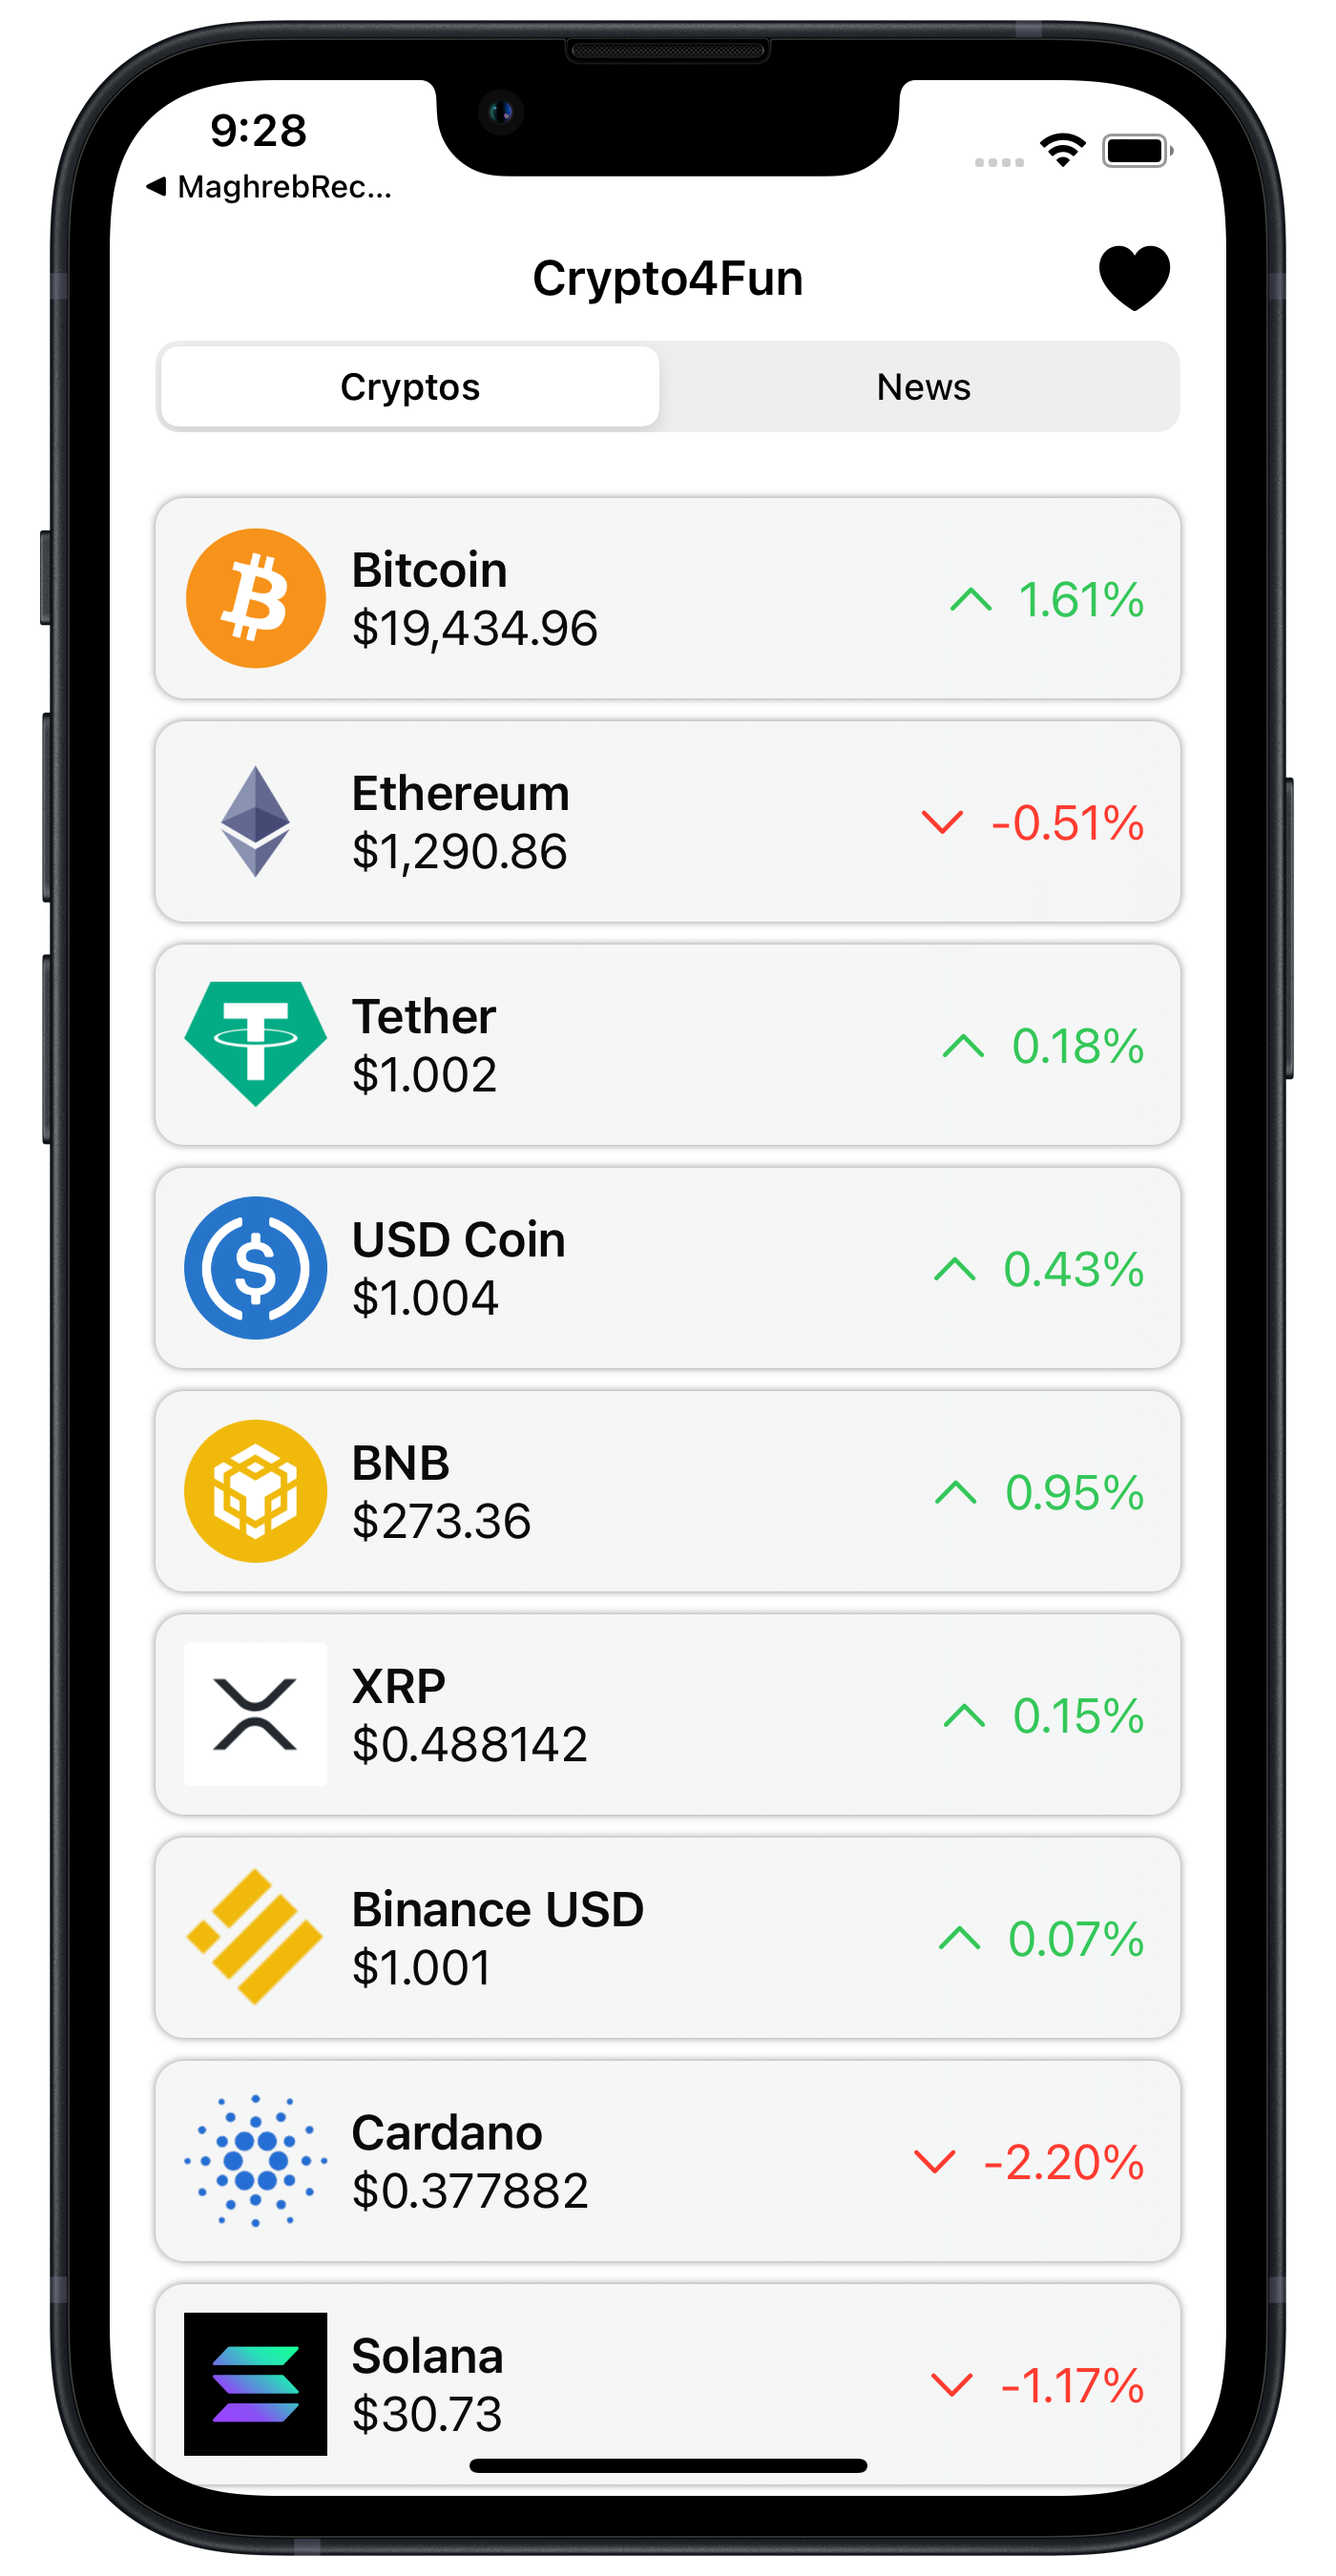 9:28
◀ MaghrebRec...
Crypto4Fun
Cryptos
News
Bitcoin
$19,434.96
1.61%
Ethereum
$1,290.86
-0.51%
Tether
$1.002
0.18%
USD Coin
$1.004
0.43%
BNB
$273.36
0.95%
XRP
$0.488142
0.15%
Binance USD
$1.001
0.07%
Cardano
$0.377882
-2.20%
Solana
$30.73
-1.17%